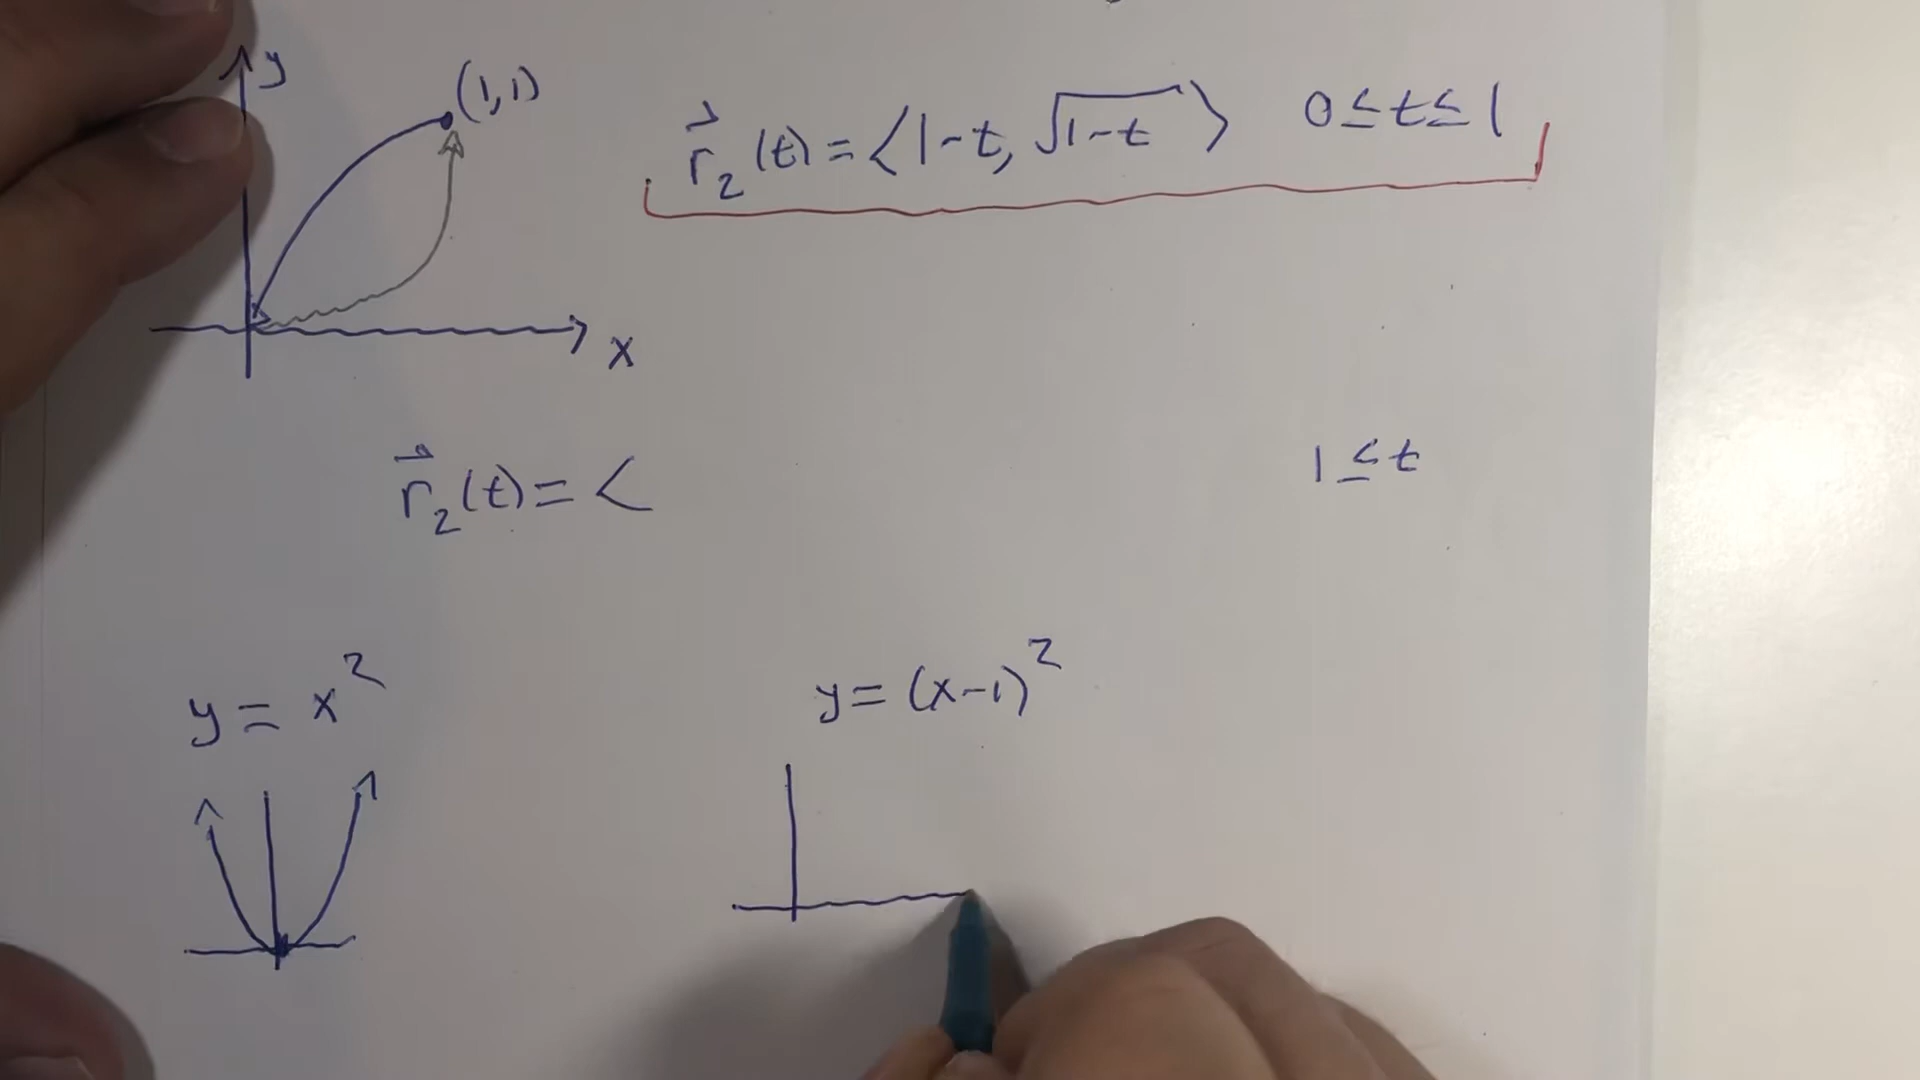 y
(1,1)
x
r⃗₂(t) = ⟨1-t, √(1-t)⟩ 0 ≤ t ≤ 1
r⃗₂(t) = < 1 ≤ t
y = x² y = (x-1)²